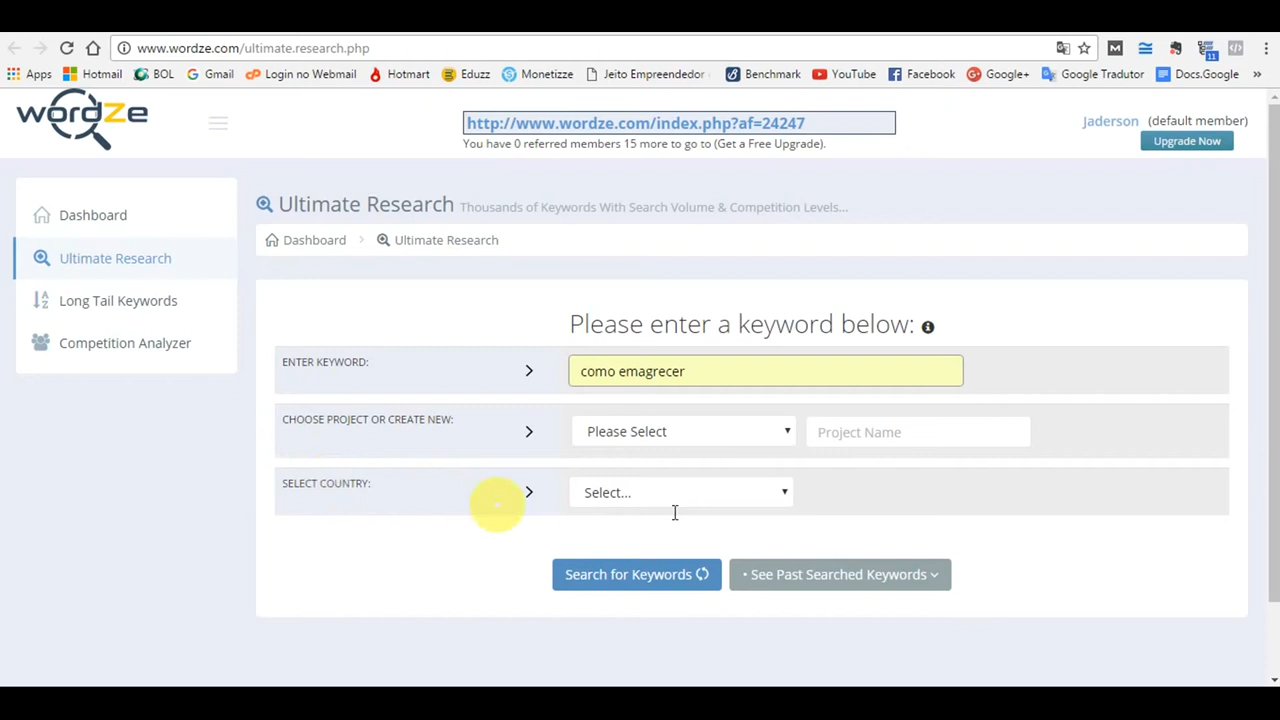 www.wordze.com/ultimate.research.php
Apps Hotmail BOL Gmail Login no Webmail Hotmart Eduzz Monetizze Jeito Empreendedor Benchmark YouTube Facebook Google+ Google Tradutor Docs.Google »
11
wordze
http://www.wordze.com/index.php?af=24247
You have 0 referred members 15 more to go to (Get a Free Upgrade).
Jaderson (default member)
Upgrade Now
Dashboard
Ultimate Research
Long Tail Keywords
Competition Analyzer
Ultimate Research Thousands of Keywords With Search Volume & Competition Levels...
Dashboard Ultimate Research
Please enter a keyword below:
ENTER KEYWORD:
como emagrecer
CHOOSE PROJECT OR CREATE NEW:
Please Select Project Name
SELECT COUNTRY:
Select...
Search for Keywords • See Past Searched Keywords